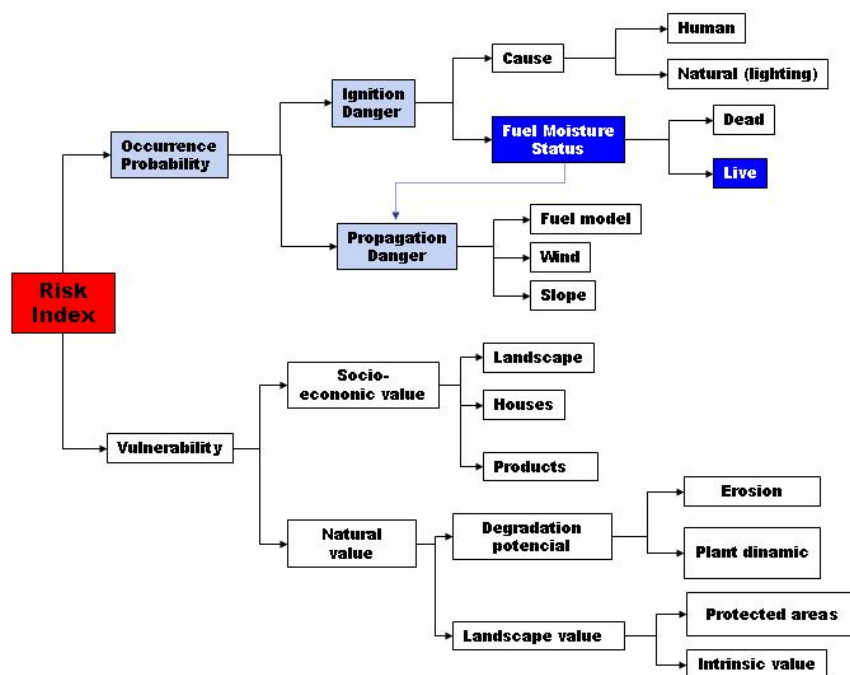 Human
Cause
Natural (lighting)
Ignition
Danger
Dead
Fuel Moisture
Status
Occurrence
Probability
Live
Fuel model
Propagation
Danger
Wind
Slope
Risk
Index
Landscape
Socio-
econonic value
Houses
Vulnerability
Products
Erosion
Natural
value
Degradation
potencial
Plant dinamic
Protected areas
Landscape value
Intrinsic value